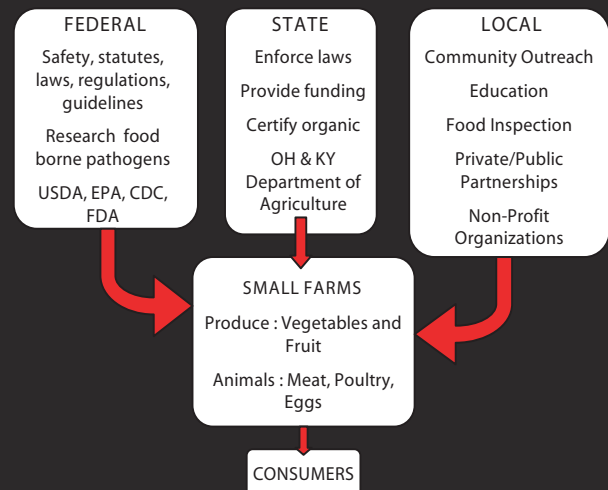 FEDERAL
Safety, statutes,
laws, regulations,
guidelines
Research food
borne pathogens
USDA, EPA, CDC,
FDA
STATE
Enforce laws
Provide funding
Certify organic
OH & KY
Department of
Agriculture
LOCAL
Community Outreach
Education
Food Inspection
Private/Public
Partnerships
Non-Profit
Organizations
SMALL FARMS
Produce : Vegetables and
Fruit
Animals : Meat, Poultry,
Eggs
CONSUMERS